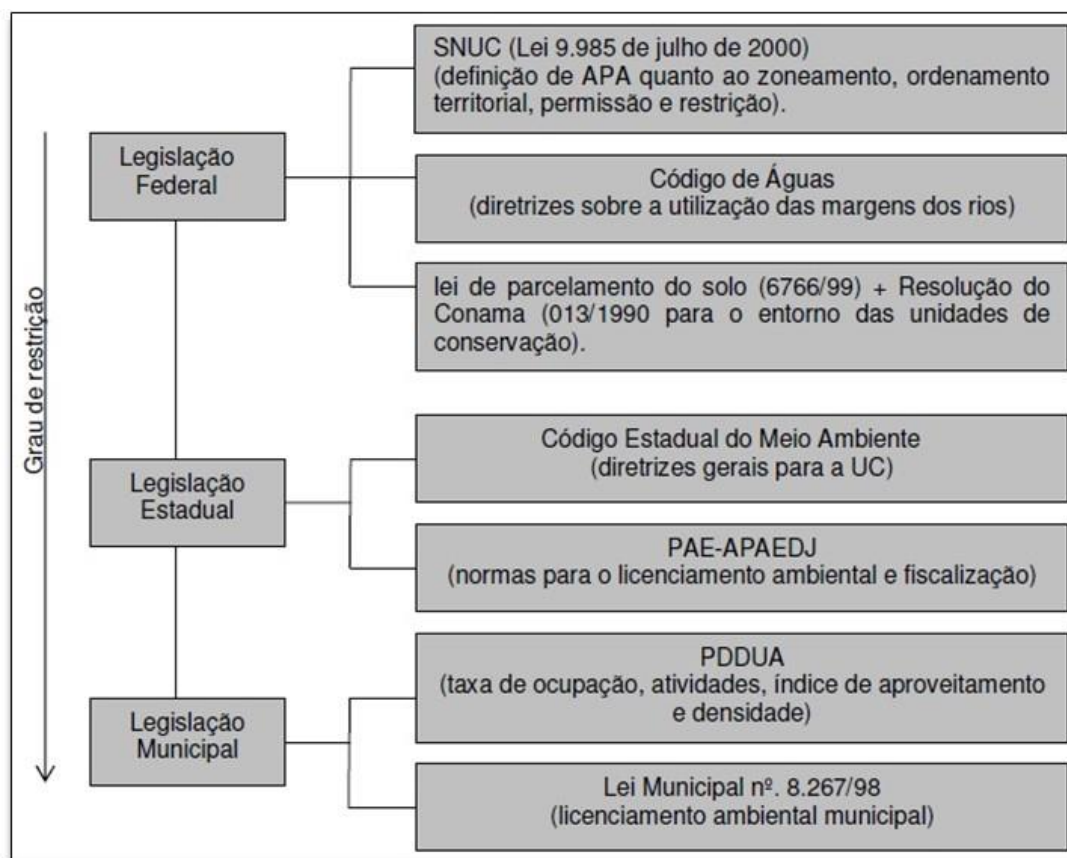 SNUC (Lei 9.985 de julho de 2000)
(definição de APA quanto ao zoneamento, ordenamento
territorial, permissão e restrição).
Legislação
Federal
Código de Águas
(diretrizes sobre a utilização das margens dos rios)
lei de parcelamento do solo (6766/99) + Resolução do
Conama (013/1990 para o entorno das unidades de
conservação).
Grau de restrição
Código Estadual do Meio Ambiente
(diretrizes gerais para a UC)
Legislação
Estadual
PAE-APAEDJ
(normas para o licenciamento ambiental e fiscalização)
PDDUA
(taxa de ocupação, atividades, índice de aproveitamento
e densidade)
Legislação
Municipal
Lei Municipal nº. 8.267/98
(licenciamento ambiental municipal)